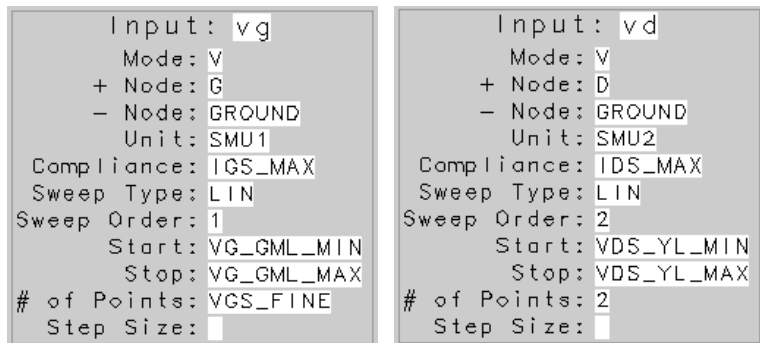 Input: vg
Mode: V
+ Node: G
- Node: GROUND
Unit: SMU1
Compliance: IGS_MAX
Sweep Type: LIN
Sweep Order: 1
Start: VG_GML_MIN
Stop: VG_GML_MAX
# of Points: VGS_FINE
Step Size:
Input: vd
Mode: V
+ Node: D
- Node: GROUND
Unit: SMU2
Compliance: IDS_MAX
Sweep Type: LIN
Sweep Order: 2
Start: VDS_YL_MIN
Stop: VDS_YL_MAX
# of Points: 2
Step Size: